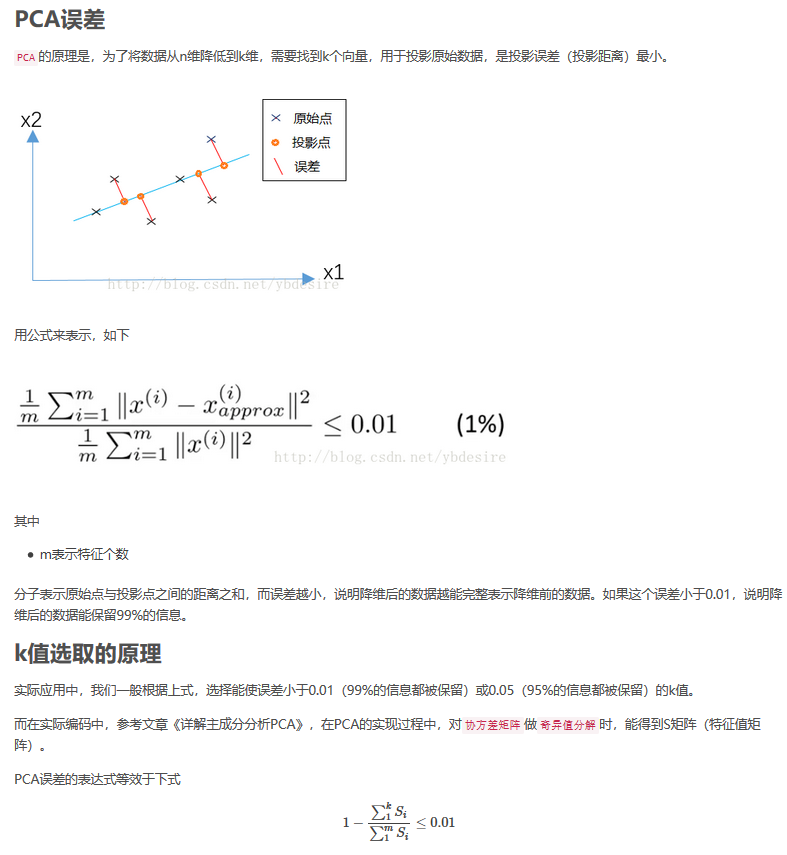 PCA误差
PCA的原理是，为了将数据从n维降低到k维，需要找到k个向量，用于投影原始数据，是投影误差（投影距离）最小。
x2
原始点
投影点
误差
x1
http://blog.csdn.net/ybdesire
用公式来表示，如下
\frac{\frac{1}{m}\sum_{i=1}^{m}\|x^{(i)}-x_{approx}^{(i)}\|^2}{\frac{1}{m}\sum_{i=1}^{m}\|x^{(i)}\|^2} ≤ 0.01 (1%)
http://blog.csdn.net/ybdesire
其中
• m表示特征个数
分子表示原始点与投影点之间的距离之和，而误差越小，说明降维后的数据越能完整表示降维前的数据。如果这个误差小于0.01，说明降
维后的数据能保留99%的信息。
k值选取的原理
实际应用中，我们一般根据上式，选择能使误差小于0.01（99%的信息都被保留）或0.05（95%的信息都被保留）的k值。
而在实际编码中，参考文章《详解主成分分析PCA》，在PCA的实现过程中，对协方差矩阵做奇异值分解时，能得到S矩阵（特征值矩
阵）。
PCA误差的表达式等效于下式
1 - \frac{\sum_{1}^{k} S_i}{\sum_{1}^{m} S_i} ≤ 0.01